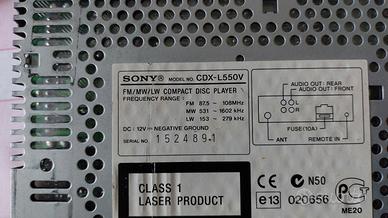 SONY® MODEL NO. CDX-L550V
FM/MW/LW COMPACT DISC PLAYER
FREQUENCY RANGE:
FM 87.5 ~ 108MHz
MW 531 ~ 1602 kHz
LW 153 ~ 279 kHz
DC : 12V ⎓ NEGATIVE GROUND
SERIAL NO. 152489 1
AUDIO OUT: REAR
AUDIO OUT: FRONT
L
R
FUSE(10A)
ANT REMOTE IN
CLASS 1
LASER PRODUCT
N50
e13 020656
ME20